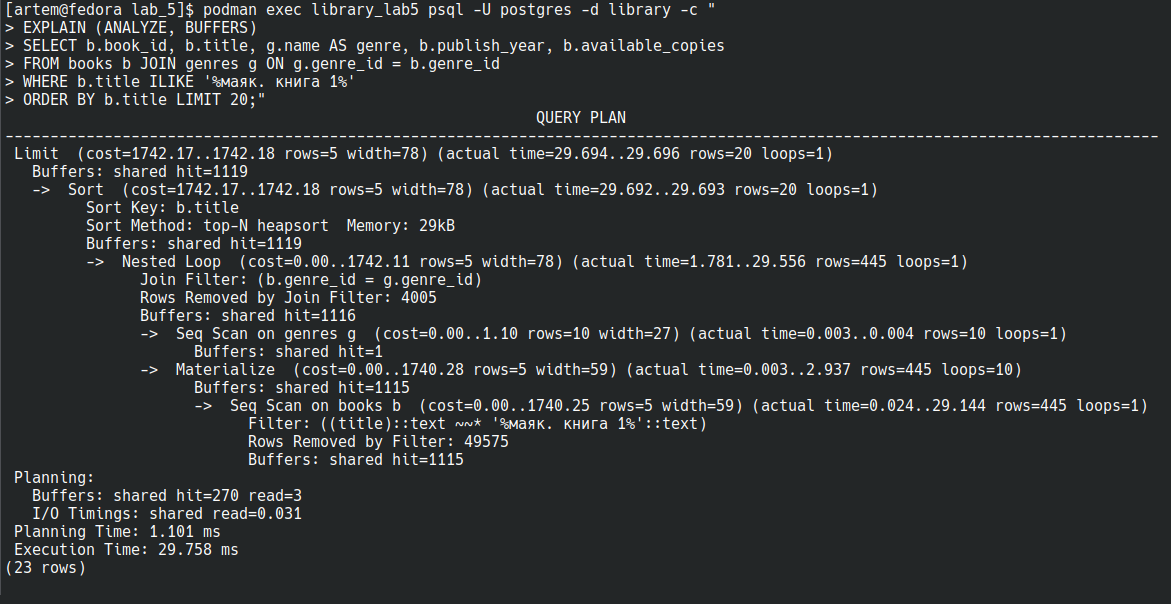 [artem@fedora lab_5]$ podman exec library_lab5 psql -U postgres -d library -c "
> EXPLAIN (ANALYZE, BUFFERS)
> SELECT b.book_id, b.title, g.name AS genre, b.publish_year, b.available_copies
> FROM books b JOIN genres g ON g.genre_id = b.genre_id
> WHERE b.title ILIKE '%маяк. книга 1%'
> ORDER BY b.title LIMIT 20;"
QUERY PLAN
--------------------------------------------------------------------------------------------------------------------------------
Limit  (cost=1742.17..1742.18 rows=5 width=78) (actual time=29.694..29.696 rows=20 loops=1)
  Buffers: shared hit=1119
  ->  Sort  (cost=1742.17..1742.18 rows=5 width=78) (actual time=29.692..29.693 rows=20 loops=1)
        Sort Key: b.title
        Sort Method: top-N heapsort  Memory: 29kB
        Buffers: shared hit=1119
        ->  Nested Loop  (cost=0.00..1742.11 rows=5 width=78) (actual time=1.781..29.556 rows=445 loops=1)
              Join Filter: (b.genre_id = g.genre_id)
              Rows Removed by Join Filter: 4005
              Buffers: shared hit=1116
              ->  Seq Scan on genres g  (cost=0.00..1.10 rows=10 width=27) (actual time=0.003..0.004 rows=10 loops=1)
                    Buffers: shared hit=1
              ->  Materialize  (cost=0.00..1740.28 rows=5 width=59) (actual time=0.003..2.937 rows=445 loops=10)
                    Buffers: shared hit=1115
                    ->  Seq Scan on books b  (cost=0.00..1740.25 rows=5 width=59) (actual time=0.024..29.144 rows=445 loops=1)
                          Filter: ((title)::text ~~* '%маяк. книга 1%'::text)
                          Rows Removed by Filter: 49575
                          Buffers: shared hit=1115
Planning:
  Buffers: shared hit=270 read=3
  I/O Timings: shared read=0.031
Planning Time: 1.101 ms
Execution Time: 29.758 ms
(23 rows)